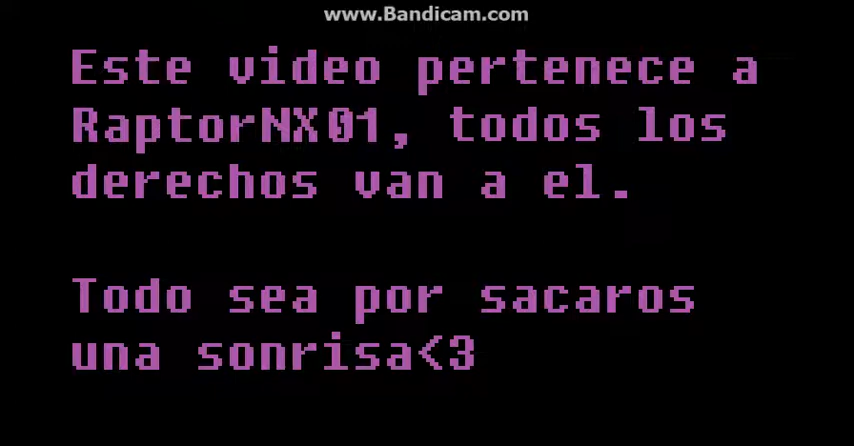 www.Bandicam.com
Este video pertenece a
RaptorNX01, todos los
derechos van a el.
Todo sea por sacaros
una sonrisa<3